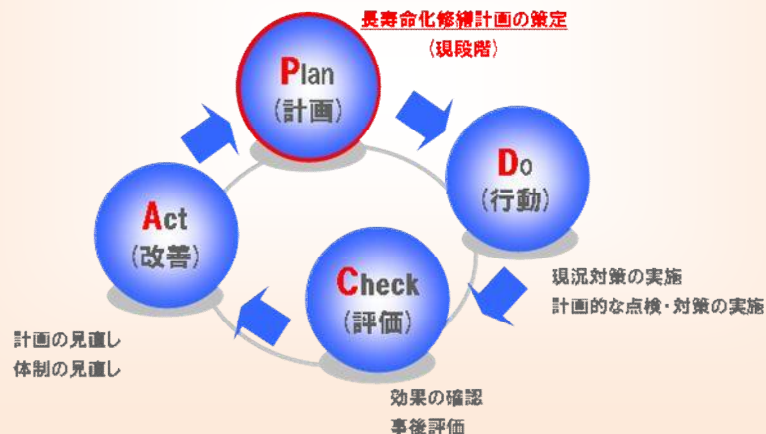 長寿命化修繕計画の策定
(現段階)
Plan
(計画)
Do
(行動)
現況対策の実施
計画的な点検・対策の実施
Check
(評価)
効果の確認
事後評価
Act
(改善)
計画の見直し
体制の見直し